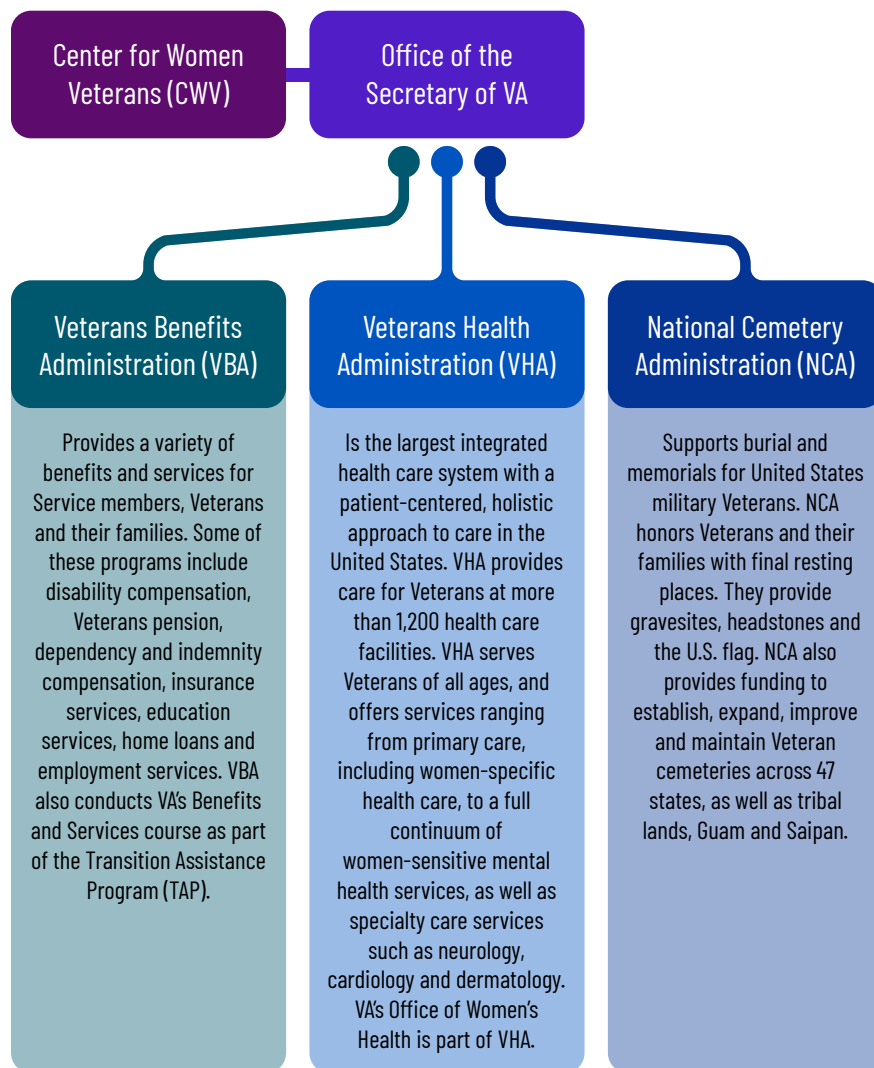 Center for Women
Veterans (CWV)
Office of the
Secretary of VA
Veterans Benefits
Administration (VBA)
Provides a variety of
benefits and services for
Service members, Veterans
and their families. Some of
these programs include
disability compensation,
Veterans pension,
dependency and indemnity
compensation, insurance
services, education
services, home loans and
employment services. VBA
also conducts VA's Benefits
and Services course as part
of the Transition Assistance
Program (TAP).
Veterans Health
Administration (VHA)
Is the largest integrated
health care system with a
patient-centered, holistic
approach to care in the
United States. VHA provides
care for Veterans at more
than 1,200 health care
facilities. VHA serves
Veterans of all ages, and
offers services ranging
from primary care,
including women-specific
health care, to a full
continuum of
women-sensitive mental
health services, as well as
specialty care services
such as neurology,
cardiology and dermatology.
VA's Office of Women's
Health is part of VHA.
National Cemetery
Administration (NCA)
Supports burial and
memorials for United States
military Veterans. NCA
honors Veterans and their
families with final resting
places. They provide
gravesites, headstones and
the U.S. flag. NCA also
provides funding to
establish, expand, improve
and maintain Veteran
cemeteries across 47
states, as well as tribal
lands, Guam and Saipan.